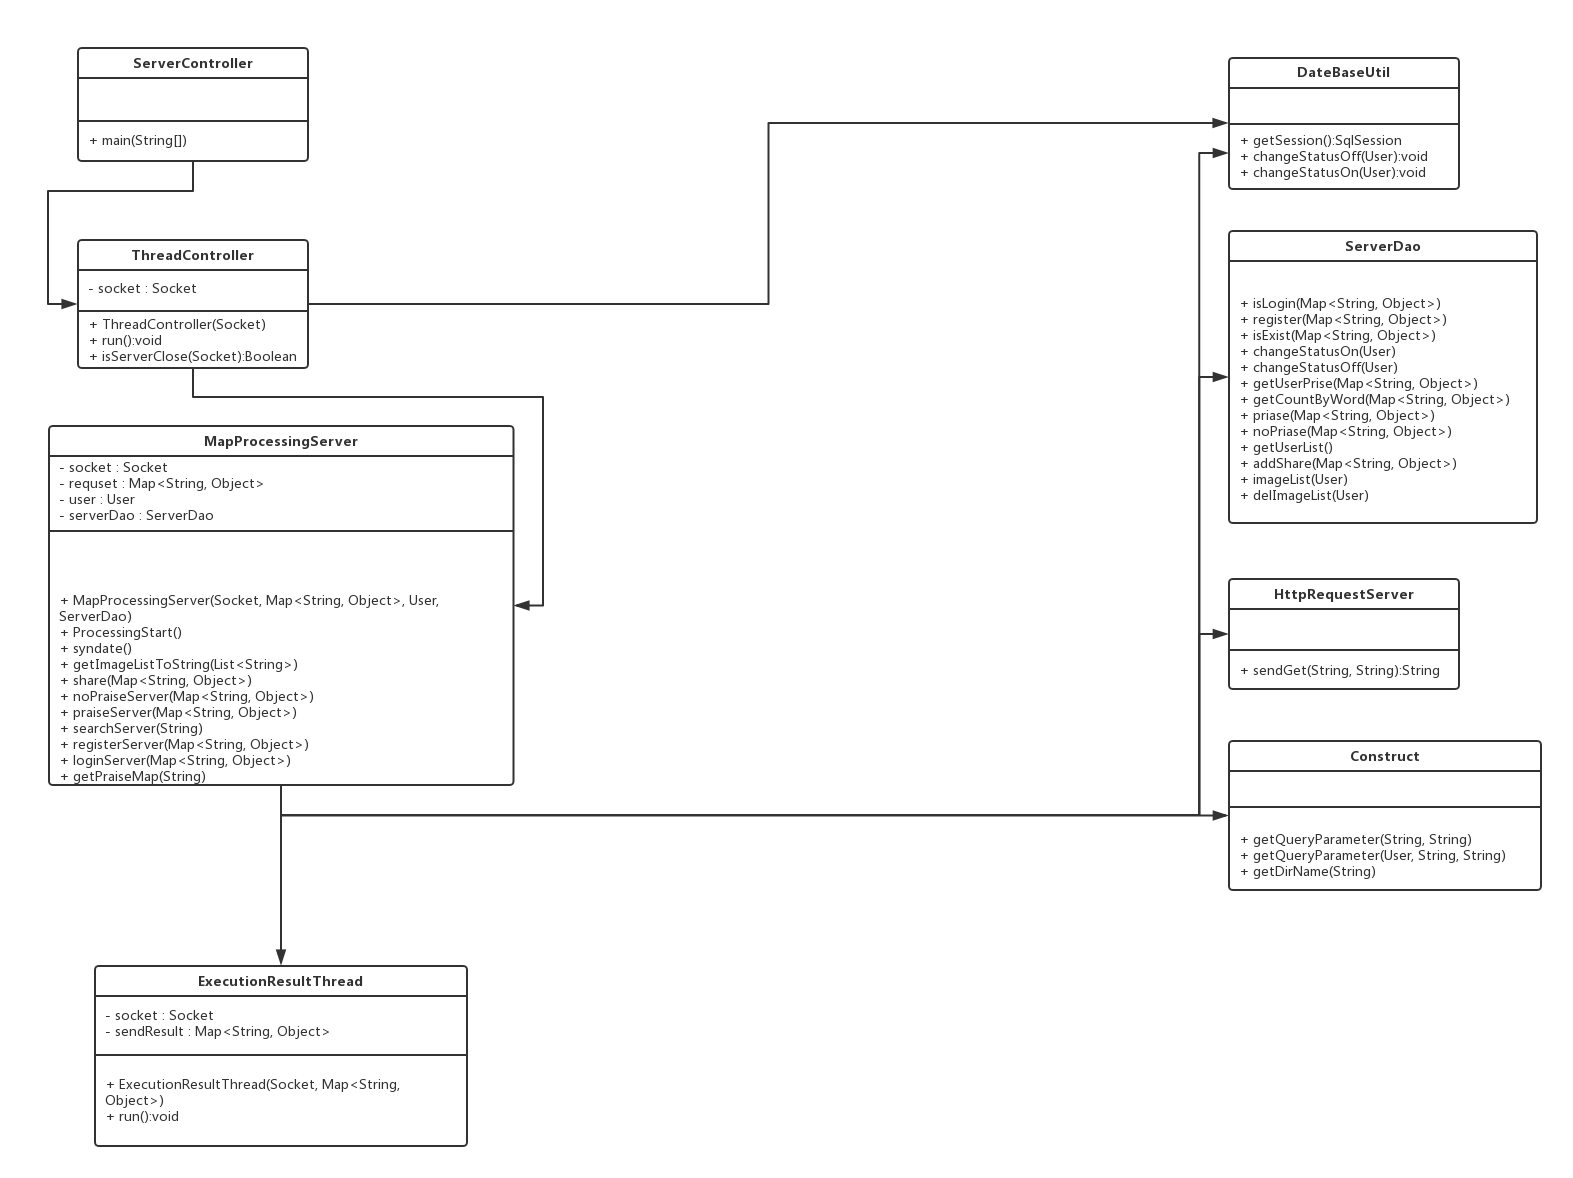 ServerController
+ main(String[])
ThreadController
- socket : Socket
+ ThreadController(Socket)
+ run():void
+ isServerClose(Socket):Boolean
MapProcessingServer
- socket : Socket
- requset : Map<String, Object>
- user : User
- serverDao : ServerDao
+ MapProcessingServer(Socket, Map<String, Object>, User,
ServerDao)
+ ProcessingStart()
+ syndate()
+ getImageListToString(List<String>)
+ share(Map<String, Object>)
+ noPraiseServer(Map<String, Object>)
+ praiseServer(Map<String, Object>)
+ searchServer(String)
+ registerServer(Map<String, Object>)
+ loginServer(Map<String, Object>)
+ getPraiseMap(String)
ExecutionResultThread
- socket : Socket
- sendResult : Map<String, Object>
+ ExecutionResultThread(Socket, Map<String,
Object>)
+ run():void
DateBaseUtil
+ getSession():SqlSession
+ changeStatusOff(User):void
+ changeStatusOn(User):void
ServerDao
+ isLogin(Map<String, Object>)
+ register(Map<String, Object>)
+ isExist(Map<String, Object>)
+ changeStatusOn(User)
+ changeStatusOff(User)
+ getUserPrise(Map<String, Object>)
+ getCountByWord(Map<String, Object>)
+ priase(Map<String, Object>)
+ noPriase(Map<String, Object>)
+ getUserList()
+ addShare(Map<String, Object>)
+ imageList(User)
+ delImageList(User)
HttpRequestServer
+ sendGet(String, String):String
Construct
+ getQueryParameter(String, String)
+ getQueryParameter(User, String, String)
+ getDirName(String)